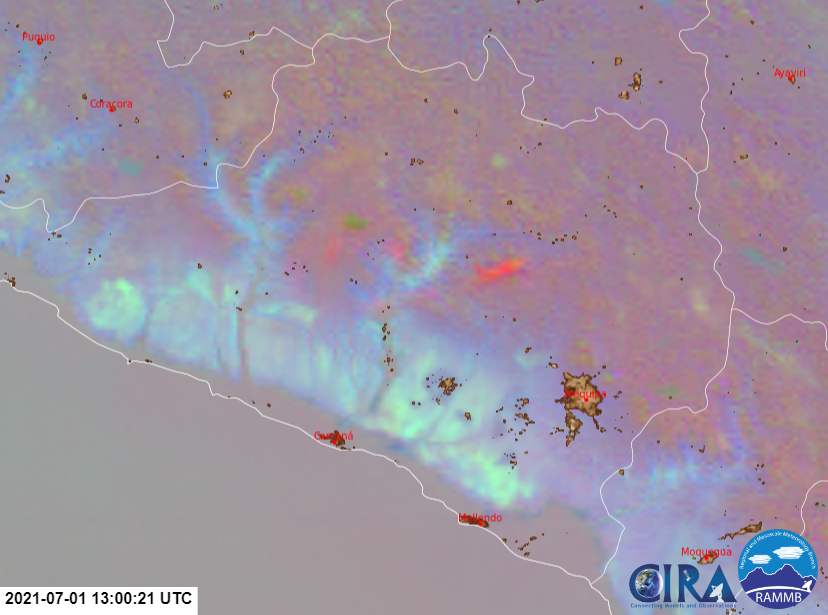 Puquio
Ayaviri
Coracora
Arequipa
Camaná
Mollendo
Moquegua
Regional and Mesoscale Meteorology Branch
CIRA
RAMMB
Connecting Models and Observations
2021-07-01 13:00:21 UTC